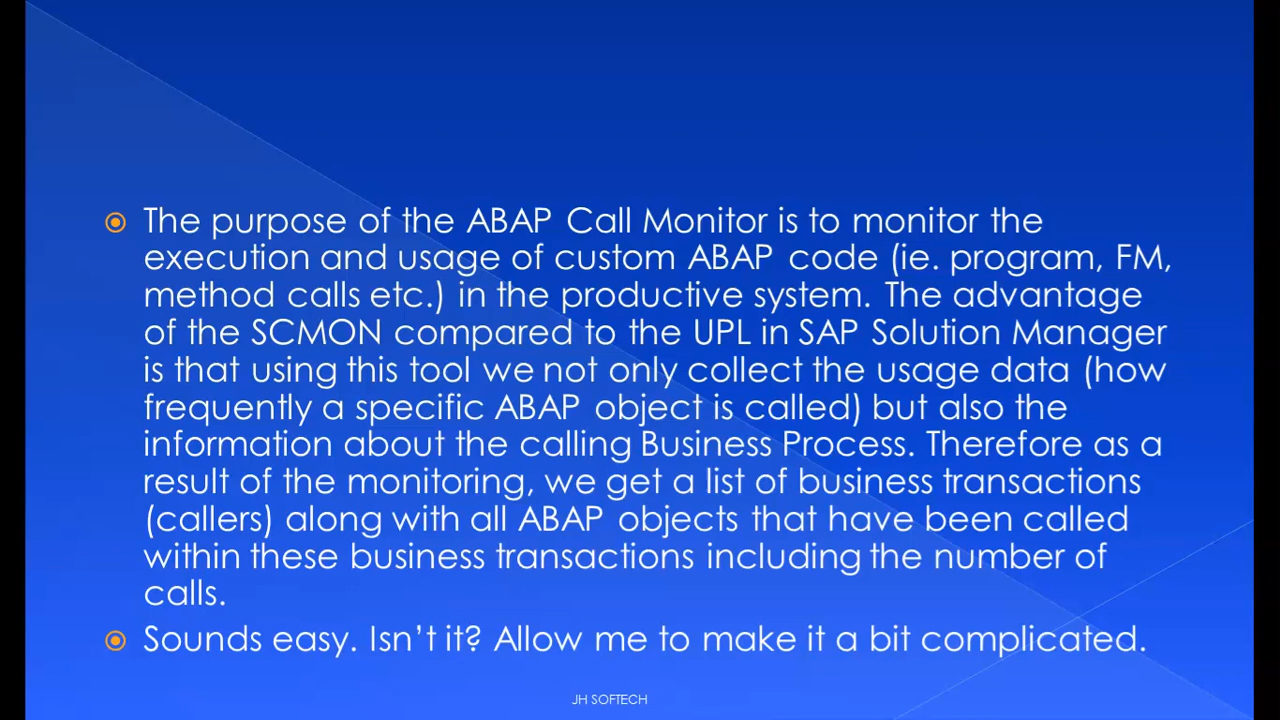 The purpose of the ABAP Call Monitor is to monitor the
execution and usage of custom ABAP code (ie. program, FM,
method calls etc.) in the productive system. The advantage
of the SCMON compared to the UPL in SAP Solution Manager
is that using this tool we not only collect the usage data (how
frequently a specific ABAP object is called) but also the
information about the calling Business Process. Therefore as a
result of the monitoring, we get a list of business transactions
(callers) along with all ABAP objects that have been called
within these business transactions including the number of
calls.
Sounds easy. Isn’t it? Allow me to make it a bit complicated.
JH SOFTECH